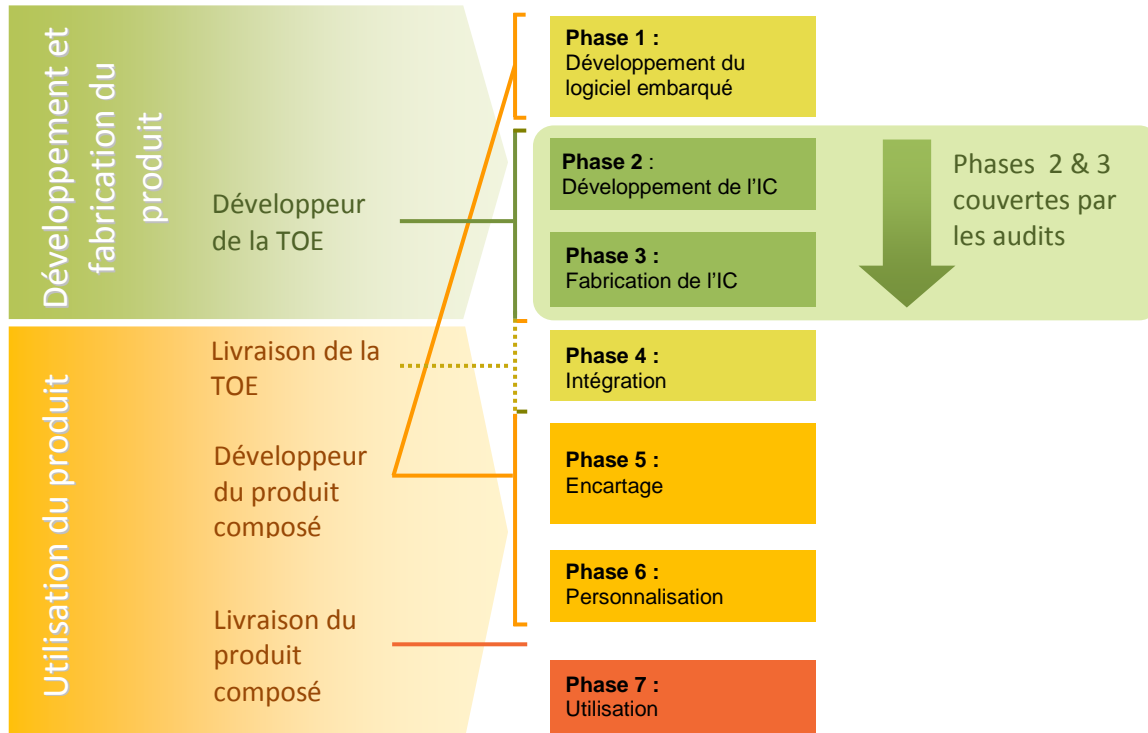 Développement et
fabrication du
produit
Développeur
de la TOE
Phase 1 :
Développement du
logiciel embarqué
Phase 2 :
Développement de l'IC
Phase 3 :
Fabrication de l'IC
Phases 2 & 3
couvertes par
les audits
Utilisation du produit
Livraison de la
TOE
Développeur
du produit
composé
Livraison du
produit
composé
Phase 4 :
Intégration
Phase 5 :
Encartage
Phase 6 :
Personnalisation
Phase 7 :
Utilisation